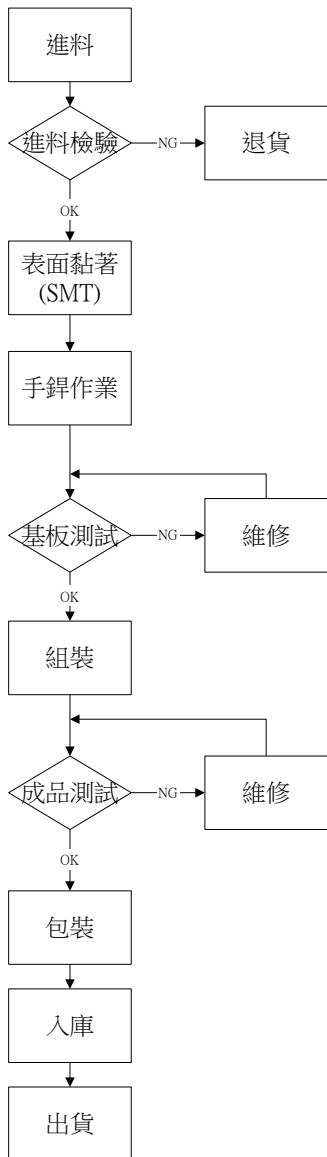 進料
進料檢驗
NG
退貨
OK
表面黏著
(SMT)
手銲作業
基板測試
NG
維修
OK
組裝
成品測試
NG
維修
OK
包裝
入庫
出貨